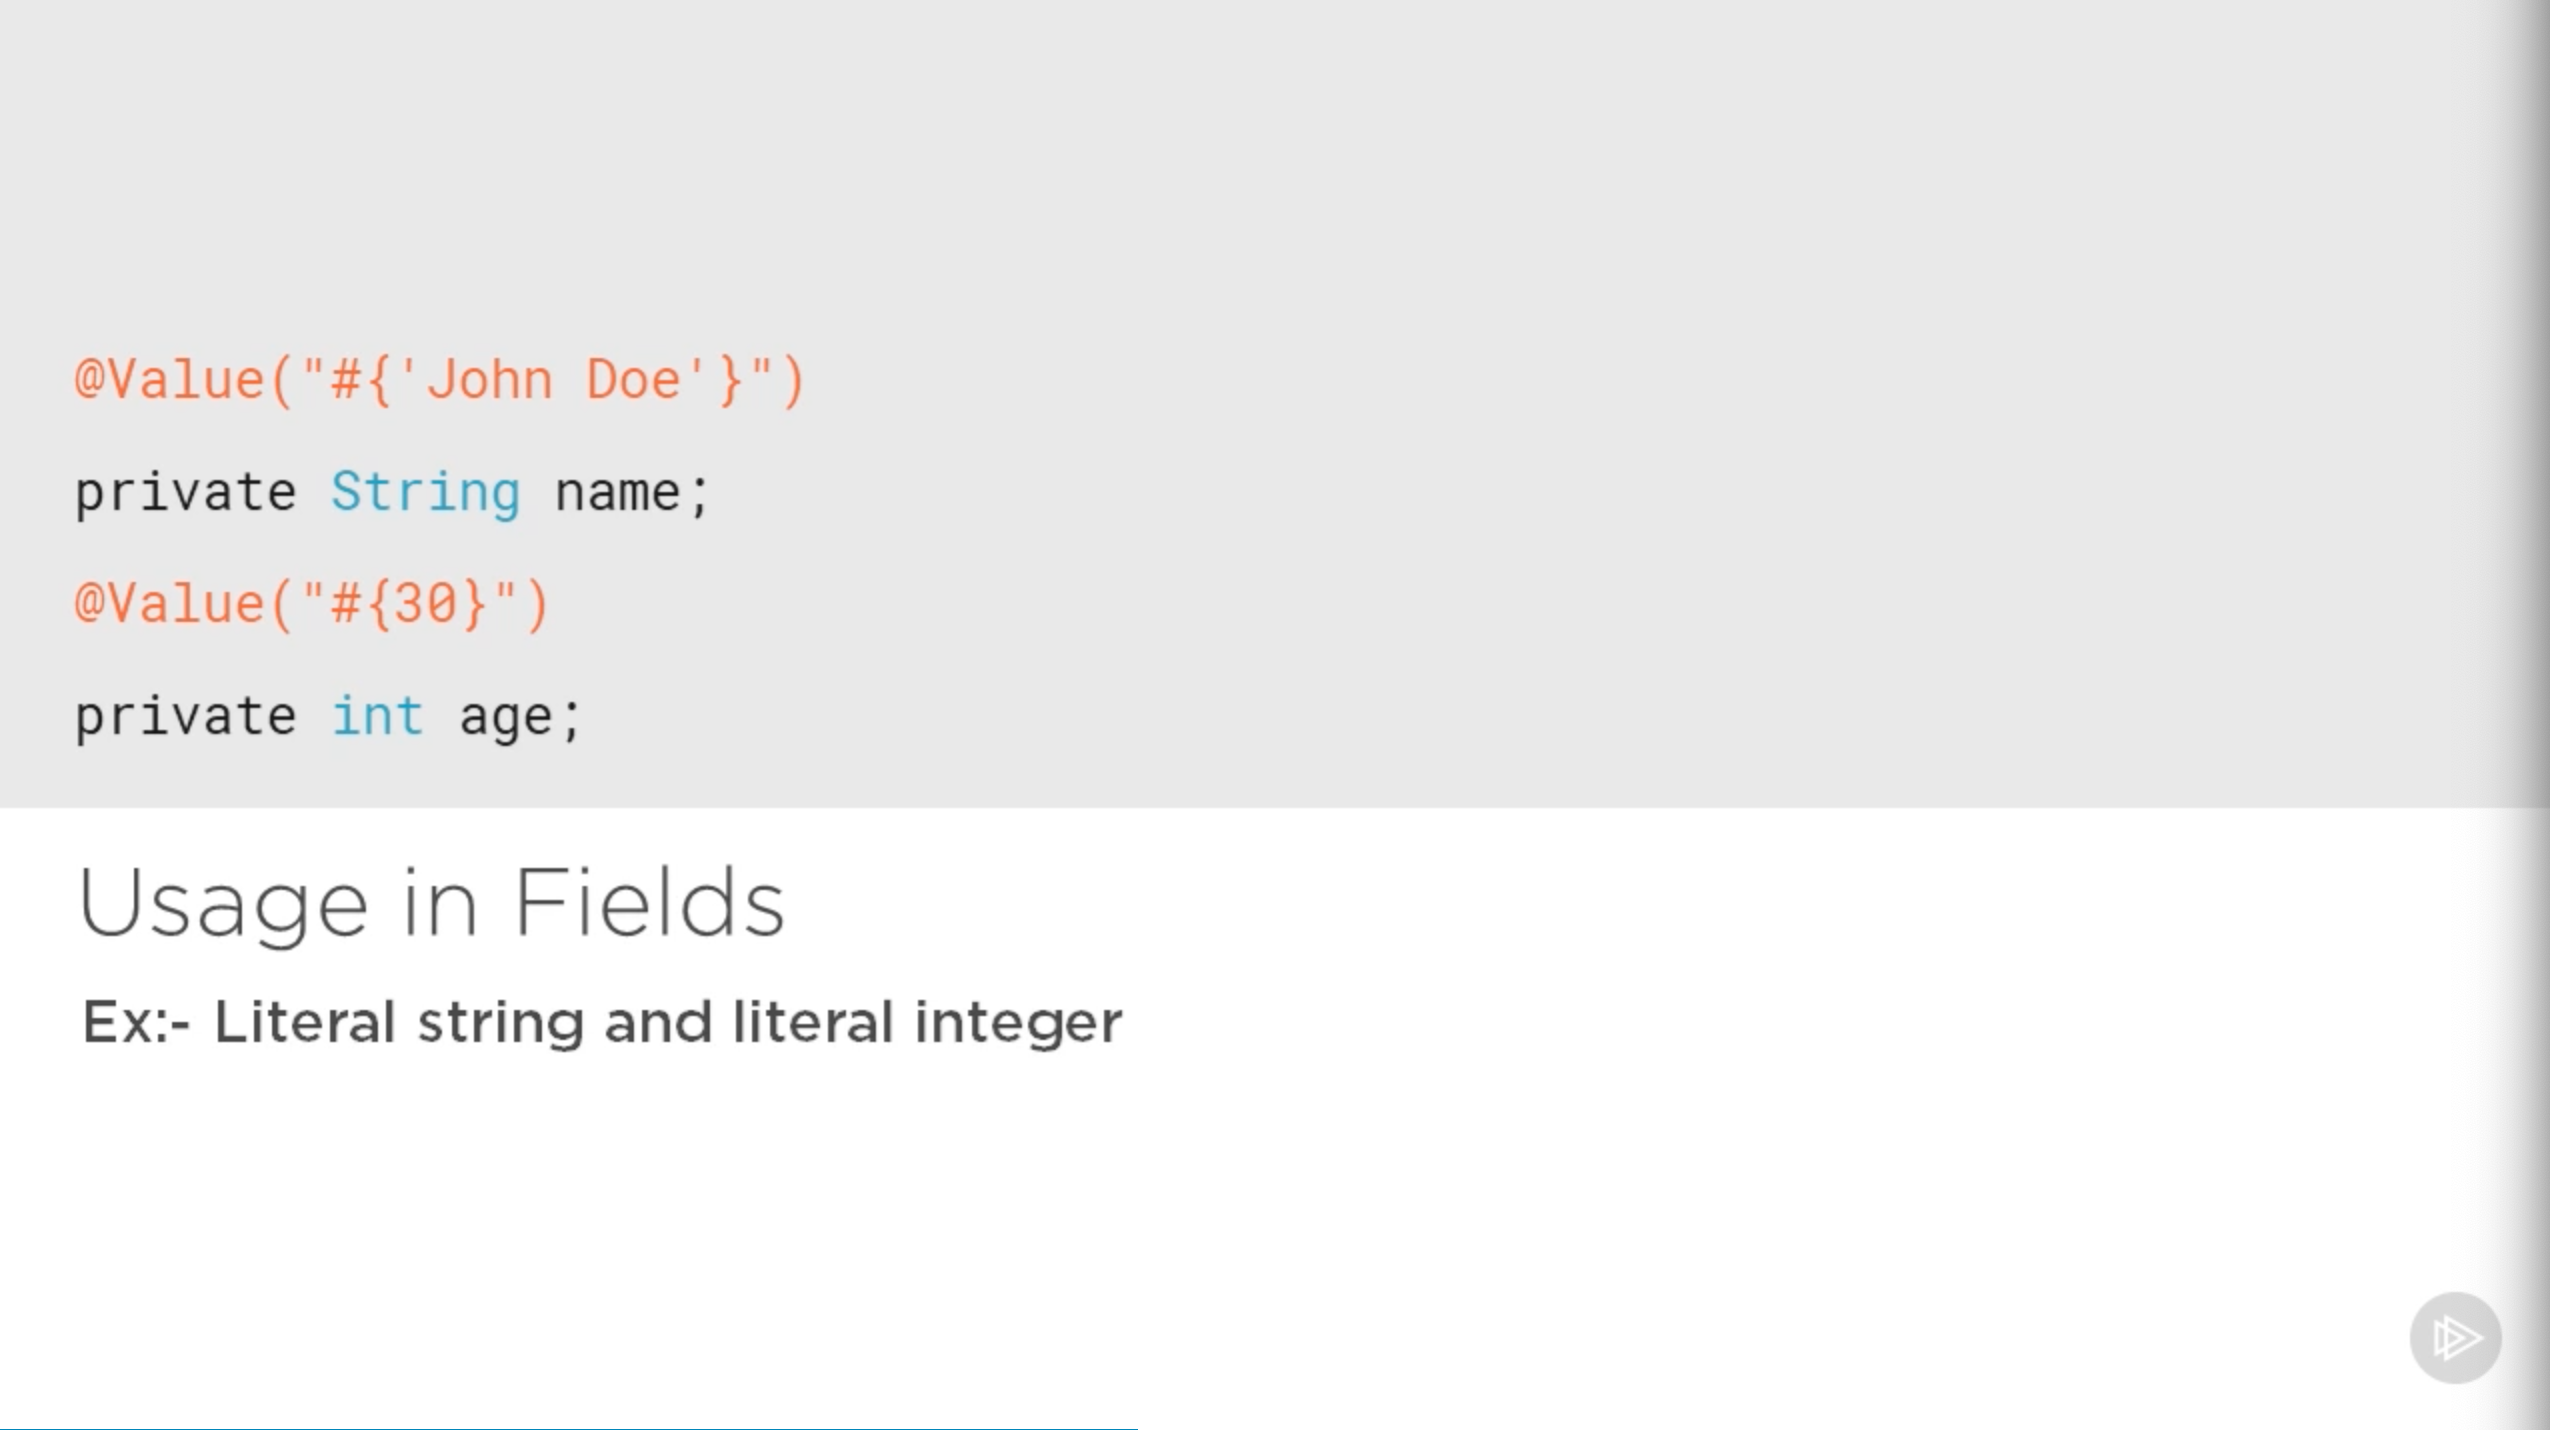 @Value("#{'John Doe'}")
private String name;
@Value("#{30}")
private int age;
Usage in Fields
Ex:- Literal string and literal integer